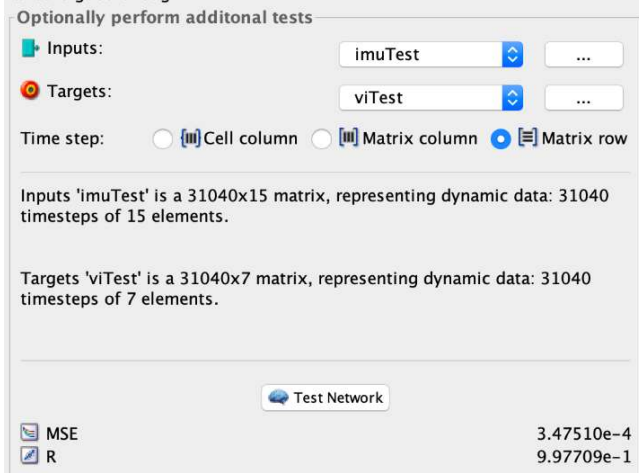 Optionally perform additonal tests
Inputs:
imuTest
...
Targets:
viTest
...
Time step:
Cell column
Matrix column
Matrix row
Inputs 'imuTest' is a 31040x15 matrix, representing dynamic data: 31040
timesteps of 15 elements.
Targets 'viTest' is a 31040x7 matrix, representing dynamic data: 31040
timesteps of 7 elements.
Test Network
MSE
3.47510e-4
R
9.97709e-1